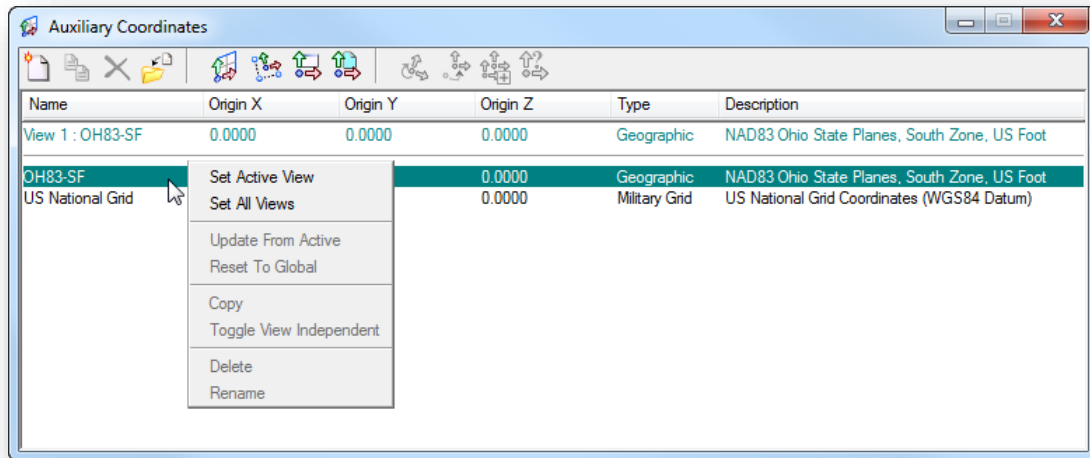 Auxiliary Coordinates
Name Origin X Origin Y Origin Z Type Description
View 1 : OH83-SF 0.0000 0.0000 0.0000 Geographic NAD83 Ohio State Planes, South Zone, US Foot
OH83-SF 0.0000 Geographic NAD83 Ohio State Planes, South Zone, US Foot
US National Grid 0.0000 Military Grid US National Grid Coordinates (WGS84 Datum)
Set Active View
Set All Views
Update From Active
Reset To Global
Copy
Toggle View Independent
Delete
Rename